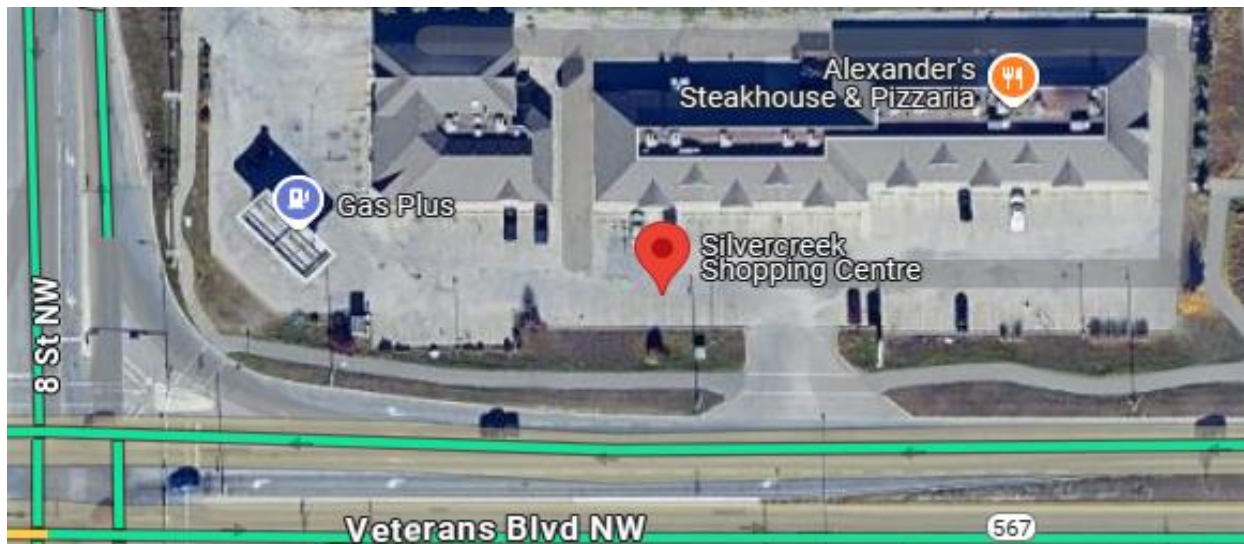 Alexander's
Steakhouse & Pizzaria
Gas Plus
Silvercreek
Shopping Centre
8 St NW
Veterans Blvd NW
567